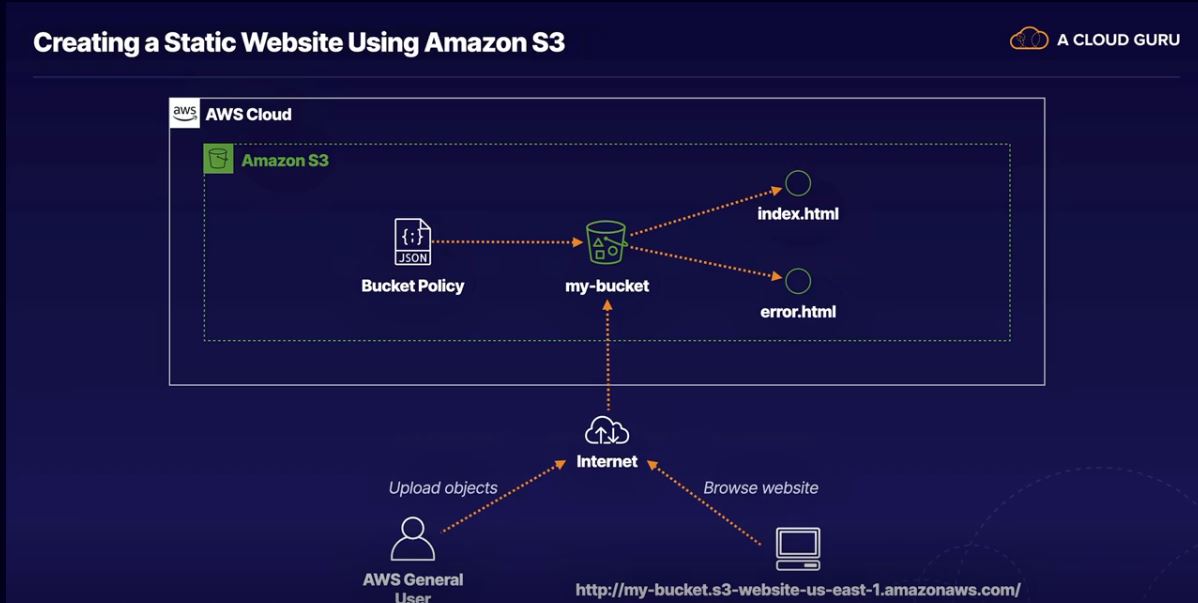 Creating a Static Website Using Amazon S3
A CLOUD GURU
aws
AWS Cloud
Amazon S3
{;}
JSON
Bucket Policy
my-bucket
index.html
error.html
Internet
Upload objects
Browse website
AWS General
User
http://my-bucket.s3-website-us-east-1.amazonaws.com/